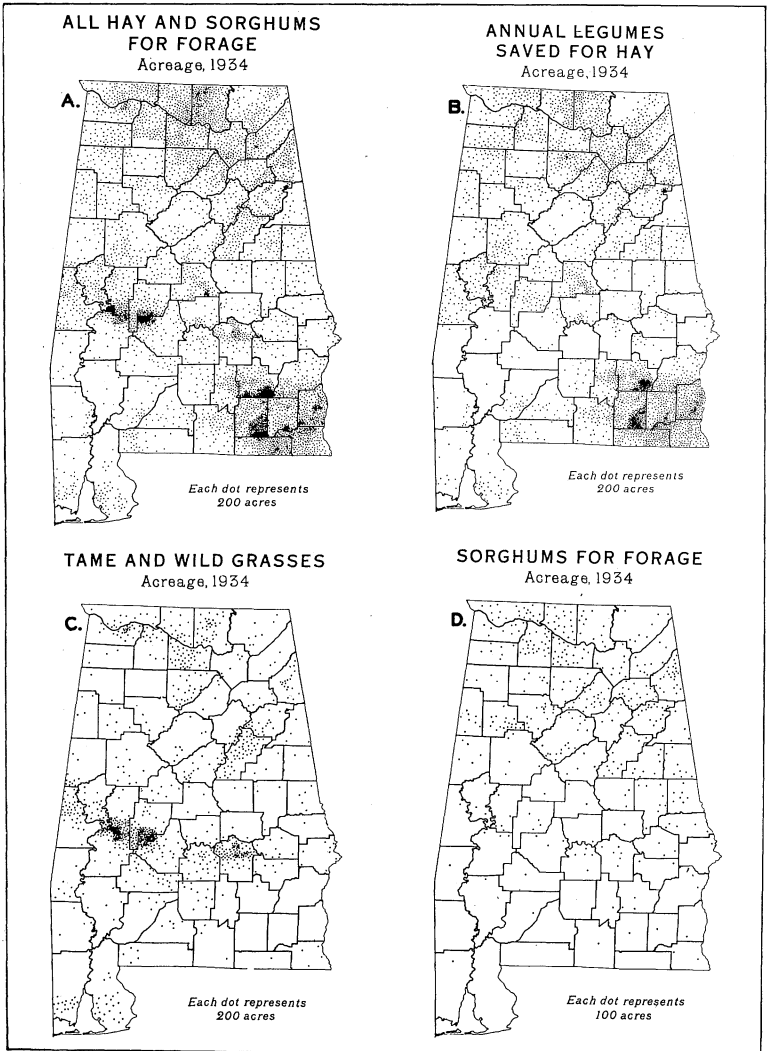 ALL HAY AND SORGHUMS
FOR FORAGE
Acreage, 1934
A.
Each dot represents
200 acres
ANNUAL LEGUMES
SAVED FOR HAY
Acreage, 1934
B.
Each dot represents
200 acres
TAME AND WILD GRASSES
Acreage, 1934
C.
Each dot represents
200 acres
SORGHUMS FOR FORAGE
Acreage, 1934
D.
Each dot represents
100 acres